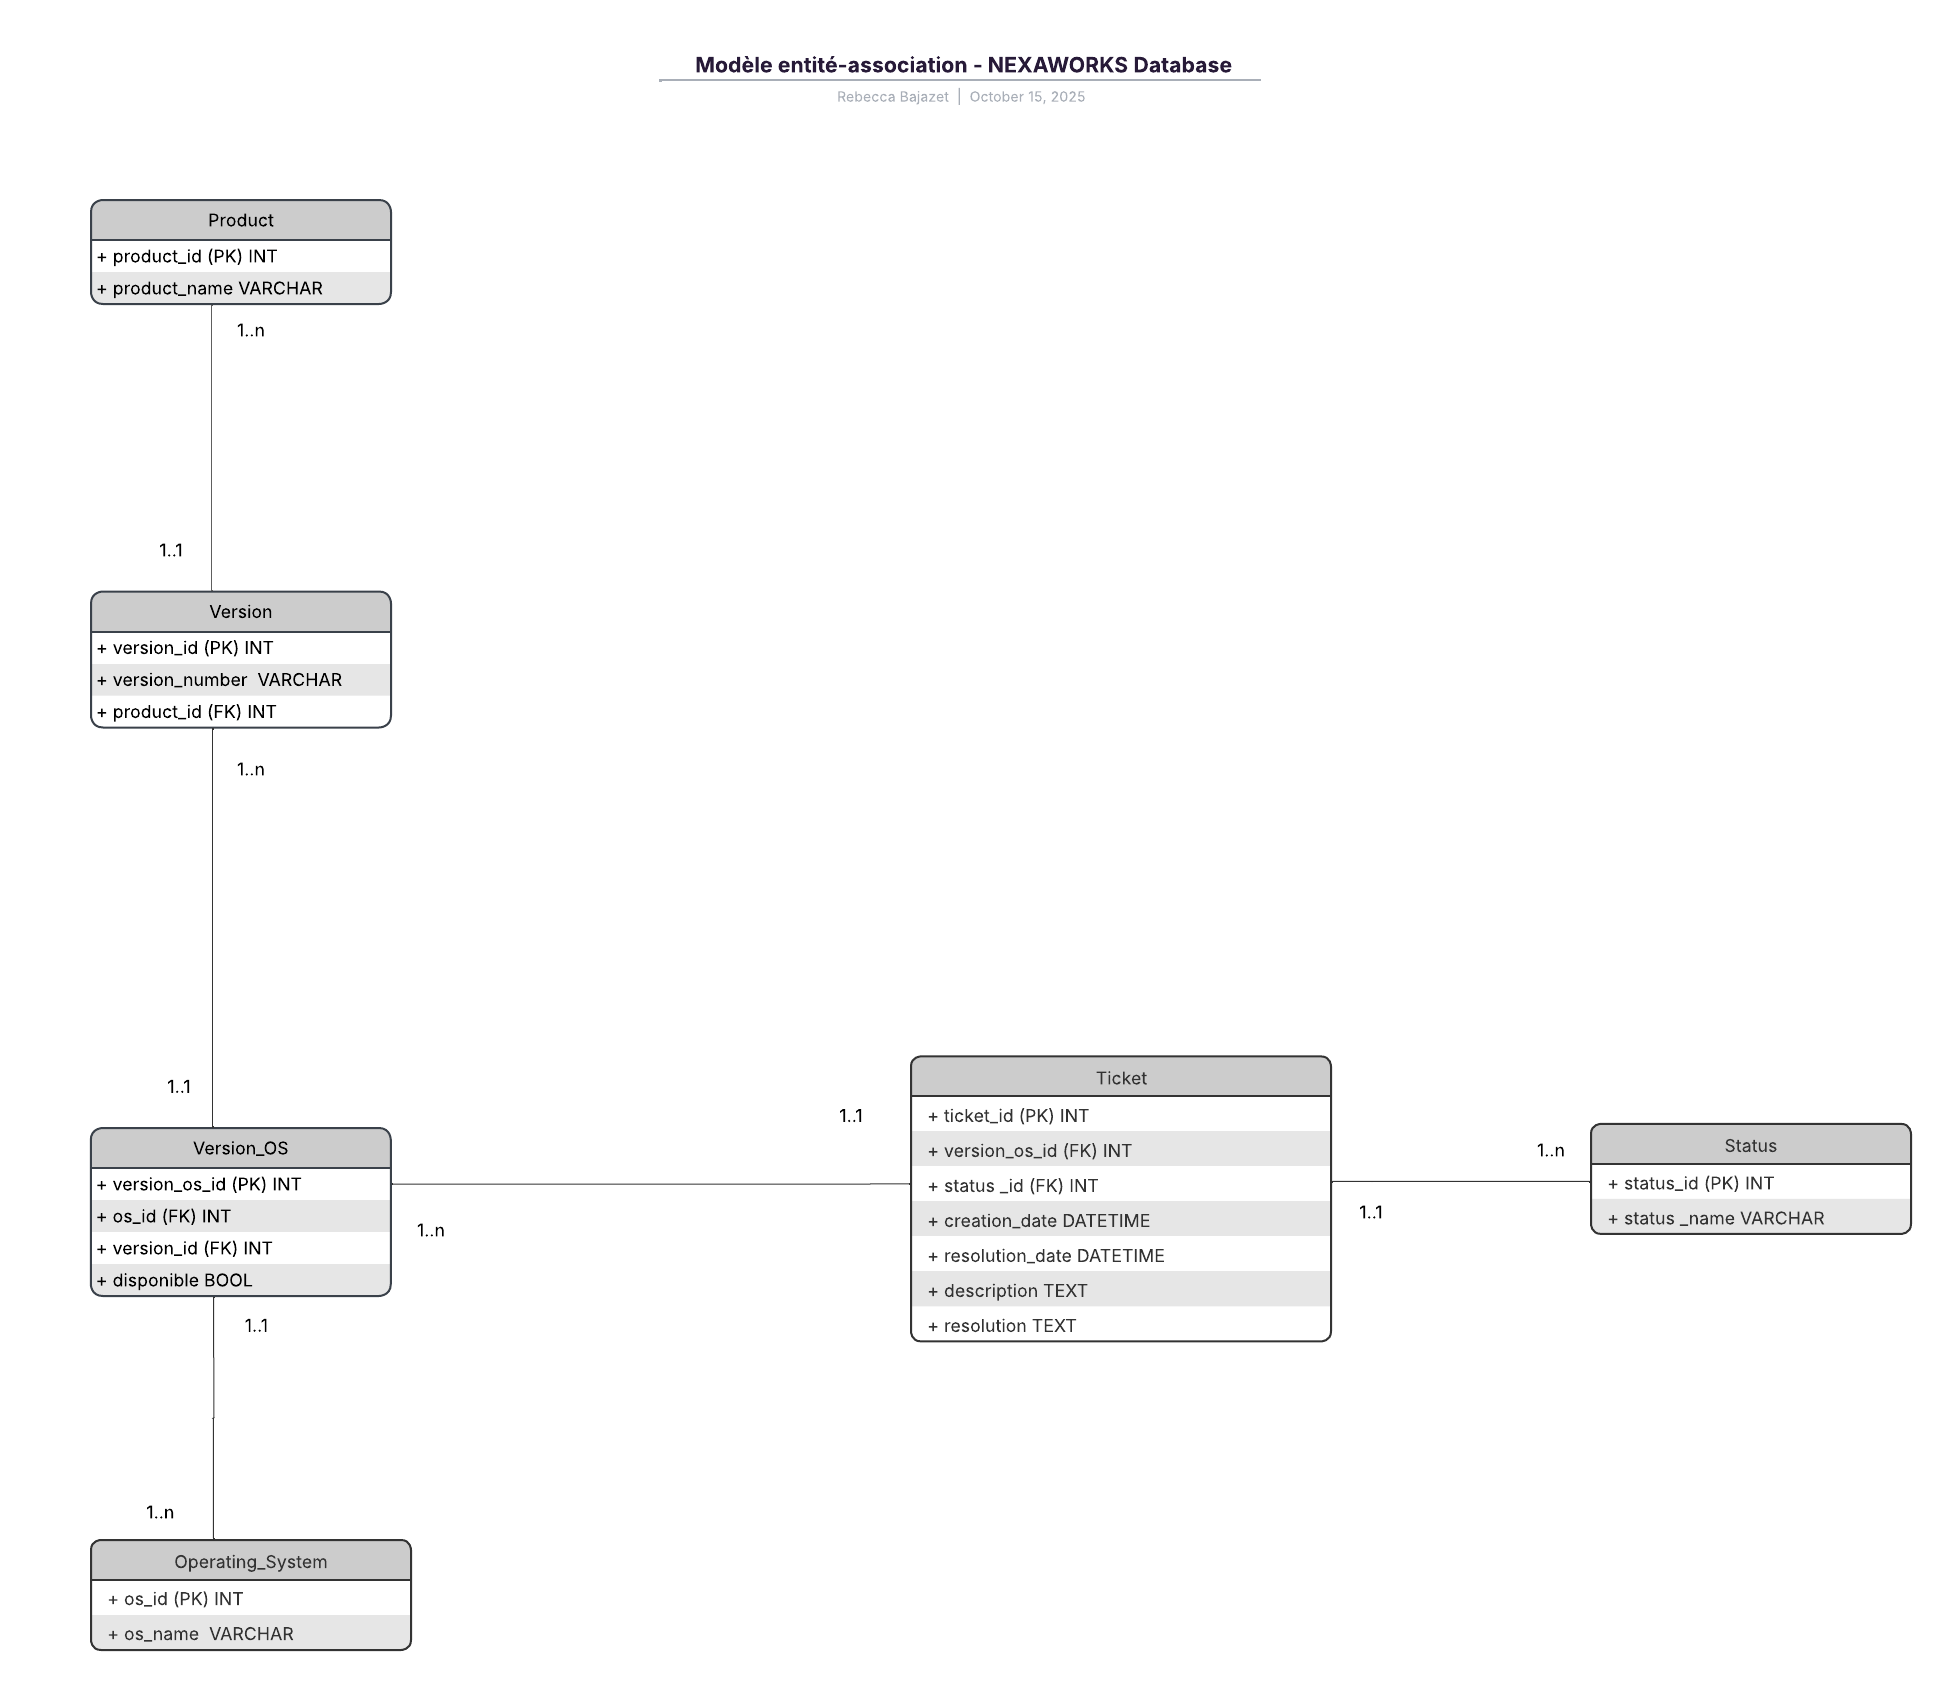 Modèle entité-association - NEXAWORKS Database
Rebecca Bajazet | October 15, 2025
Product
+ product_id (PK) INT
+ product_name VARCHAR
1..n
1..1
Version
+ version_id (PK) INT
+ version_number  VARCHAR
+ product_id (FK) INT
1..n
1..1
Version_OS
+ version_os_id (PK) INT
+ os_id (FK) INT
+ version_id (FK) INT
+ disponible BOOL
1..n
1..1
Ticket
+ ticket_id (PK) INT
+ version_os_id (FK) INT
+ status _id (FK) INT
+ creation_date DATETIME
+ resolution_date DATETIME
+ description TEXT
+ resolution TEXT
1..1
1..n
Status
+ status_id (PK) INT
+ status _name VARCHAR
1..1
1..n
Operating_System
+ os_id (PK) INT
+ os_name  VARCHAR